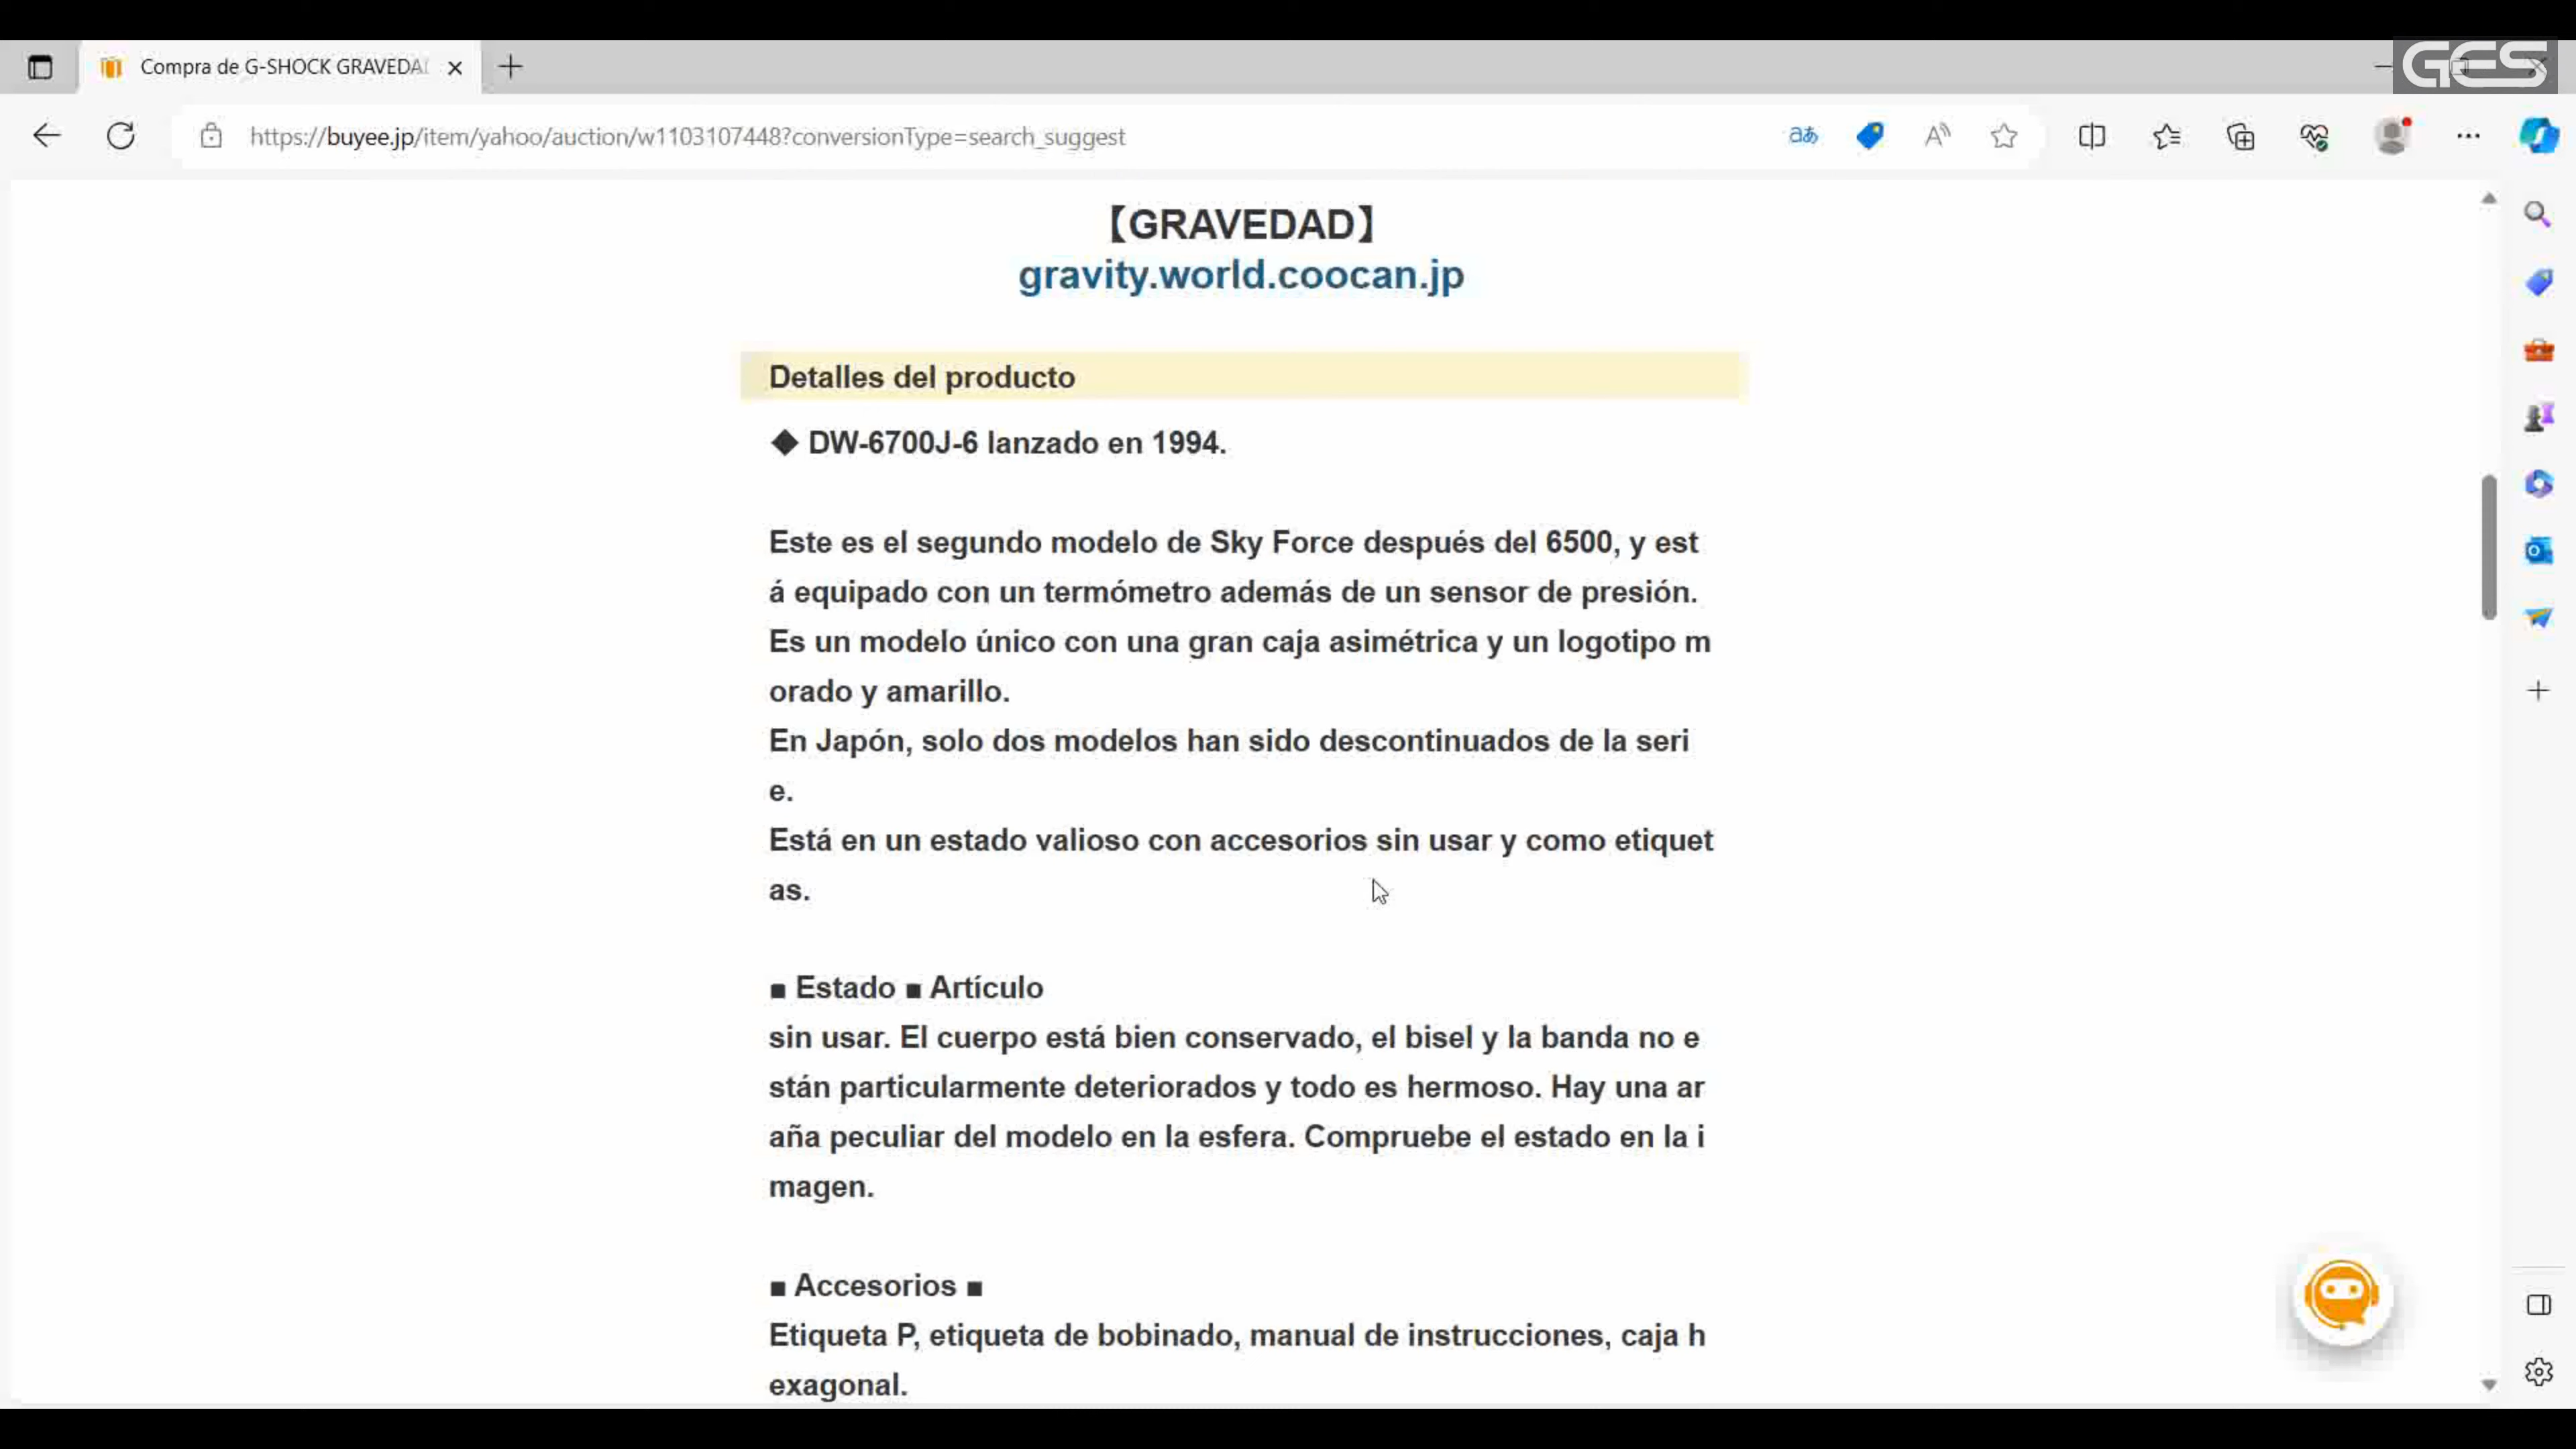 GES
Compra de G-SHOCK GRAVEDA
https://buyee.jp/item/yahoo/auction/w1103107448?conversionType=search_suggest
【GRAVEDAD】
gravity.world.coocan.jp
Detalles del producto
◆ DW-6700J-6 lanzado en 1994.
Este es el segundo modelo de Sky Force después del 6500, y est
á equipado con un termómetro además de un sensor de presión.
Es un modelo único con una gran caja asimétrica y un logotipo m
orado y amarillo.
En Japón, solo dos modelos han sido descontinuados de la seri
e.
Está en un estado valioso con accesorios sin usar y como etiquet
as.
■ Estado ■ Artículo
sin usar. El cuerpo está bien conservado, el bisel y la banda no e
stán particularmente deteriorados y todo es hermoso. Hay una ar
aña peculiar del modelo en la esfera. Compruebe el estado en la i
magen.
■ Accesorios ■
Etiqueta P, etiqueta de bobinado, manual de instrucciones, caja h
exagonal.